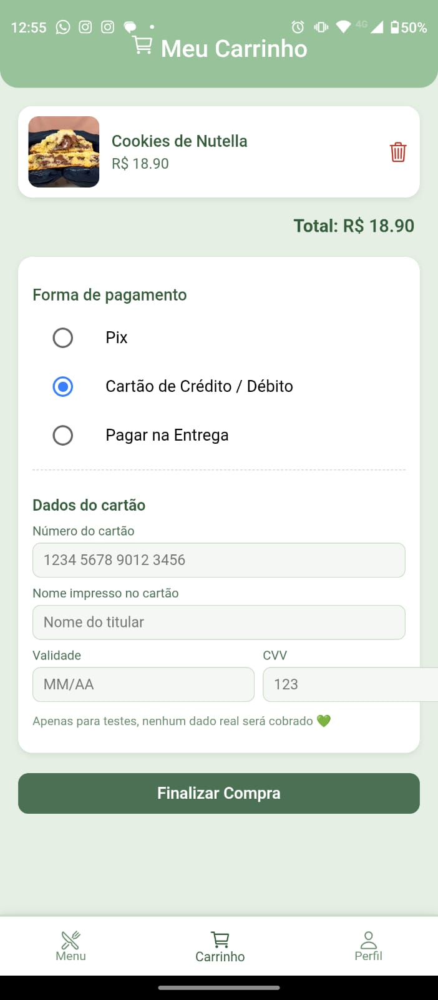 12:55 4G 50%
Meu Carrinho
Cookies de Nutella
R$ 18.90
Total: R$ 18.90
Forma de pagamento
Pix
Cartão de Crédito / Débito
Pagar na Entrega
Dados do cartão
Número do cartão
1234 5678 9012 3456
Nome impresso no cartão
Nome do titular
Validade CVV
MM/AA 123
Apenas para testes, nenhum dado real será cobrado 💚
Finalizar Compra
Menu Carrinho Perfil